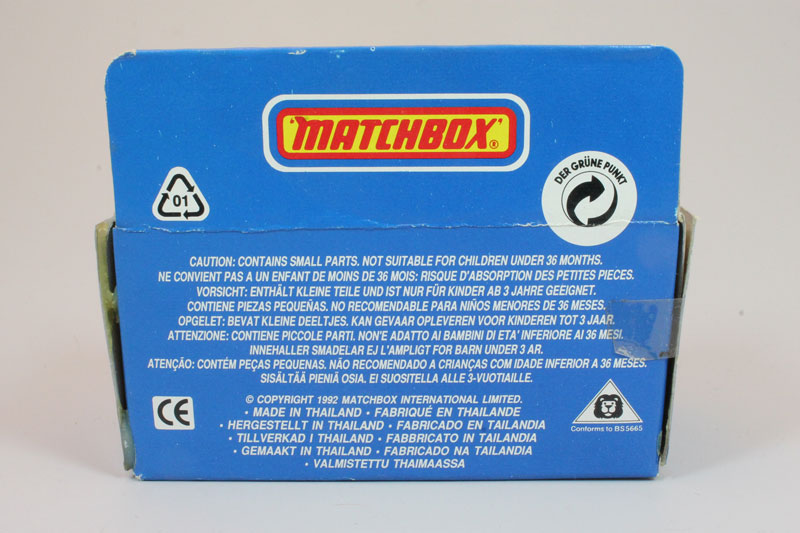 "MATCHBOX"®
DER GRÜNE PUNKT
01
CAUTION: CONTAINS SMALL PARTS. NOT SUITABLE FOR CHILDREN UNDER 36 MONTHS.
NE CONVIENT PAS A UN ENFANT DE MOINS DE 36 MOIS: RISQUE D'ABSORPTION DES PETITES PIECES.
VORSICHT: ENTHÄLT KLEINE TEILE UND IST NUR FÜR KINDER AB 3 JAHRE GEEIGNET.
CONTIENE PIEZAS PEQUEÑAS. NO RECOMENDABLE PARA NIÑOS MENORES DE 36 MESES.
OPGELET: BEVAT KLEINE DEELTJES. KAN GEVAAR OPLEVEREN VOOR KINDEREN TOT 3 JAAR.
ATTENZIONE: CONTIENE PICCOLE PARTI. NON'E ADATTO AI BAMBINI DI ETA' INFERIORE AI 36 MESI.
INNEHALLER SMADELAR EJ LAMPLIGT FOR BARN UNDER 3 AR.
ATENÇÃO: CONTÉM PEÇAS PEQUENAS. NÃO RECOMENDADO A CRIANÇAS COM IDADE INFERIOR A 36 MESES.
SISÄLTÄÄ PIENIÄ OSIA. EI SUOSITELLA ALLE 3-VUOTIAILLE.
© COPYRIGHT 1992 MATCHBOX INTERNATIONAL LIMITED.
• MADE IN THAILAND • FABRIQUÉ EN THAILANDE
• HERGESTELLT IN THAILAND • FABRICADO EN TAILANDIA
• TILLVERKAD I THAILAND • FABBRICATO IN TAILANDIA
• GEMAAKT IN THAILAND • FABRICADO NA TAILANDIA
• VALMISTETTU THAIMAASSA
CE
Conforms to BS5665